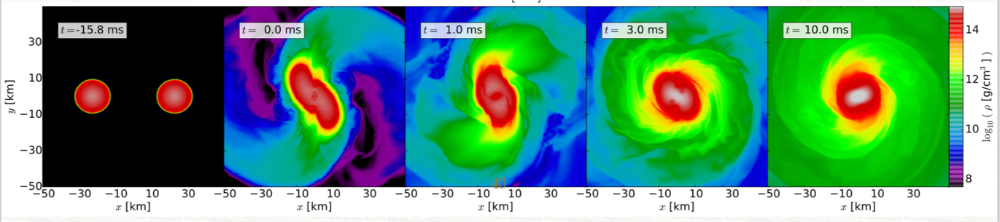 t=-15.8 ms
t= 0.0 ms
t= 1.0 ms
t= 3.0 ms
t= 10.0 ms
30
10
−10
−30
−50
y [km]
−50 −30 −10 10 30
−50 −30 −10 10 30
−50 −30 −10 10 30
−50 −30 −10 10 30
−50 −30 −10 10 30
x [km]
x [km]
x [km]
x [km]
x [km]
40
14
12
10
8
log₁₀ ( ρ [g/cm³ ] )